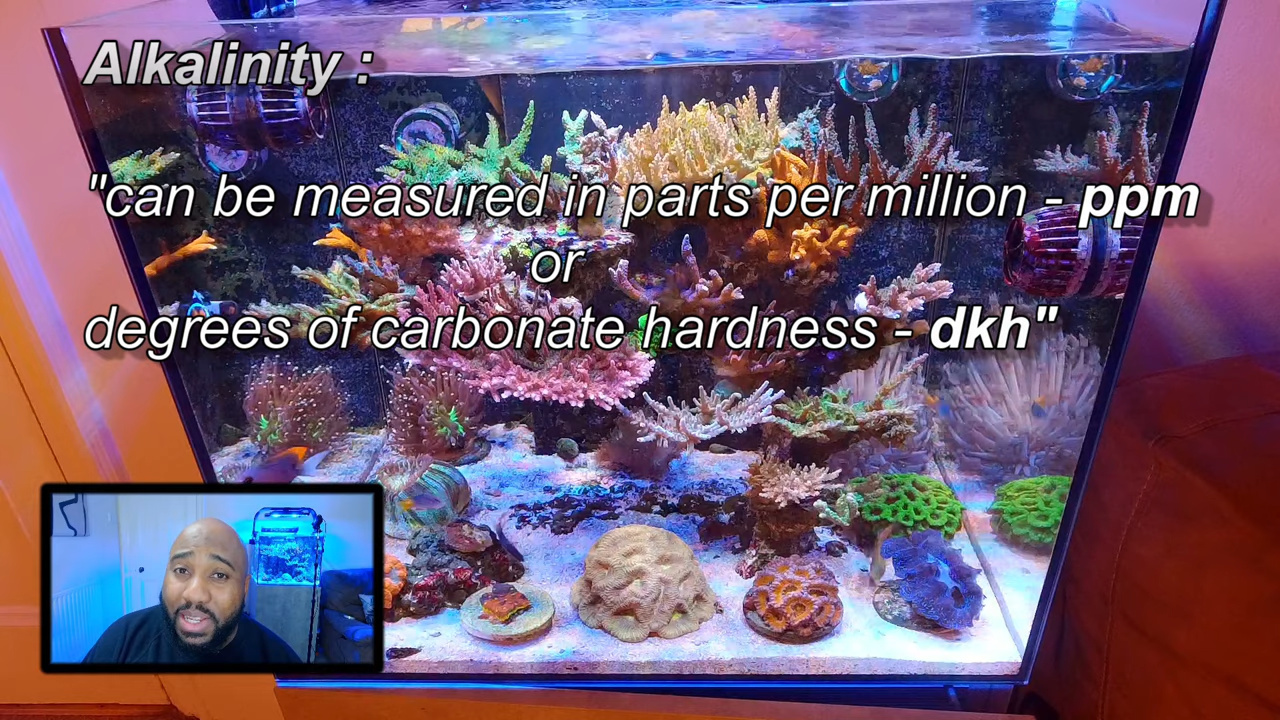 Alkalinity :
"can be measured in parts per million - ppm
or
degrees of carbonate hardness - dkh"